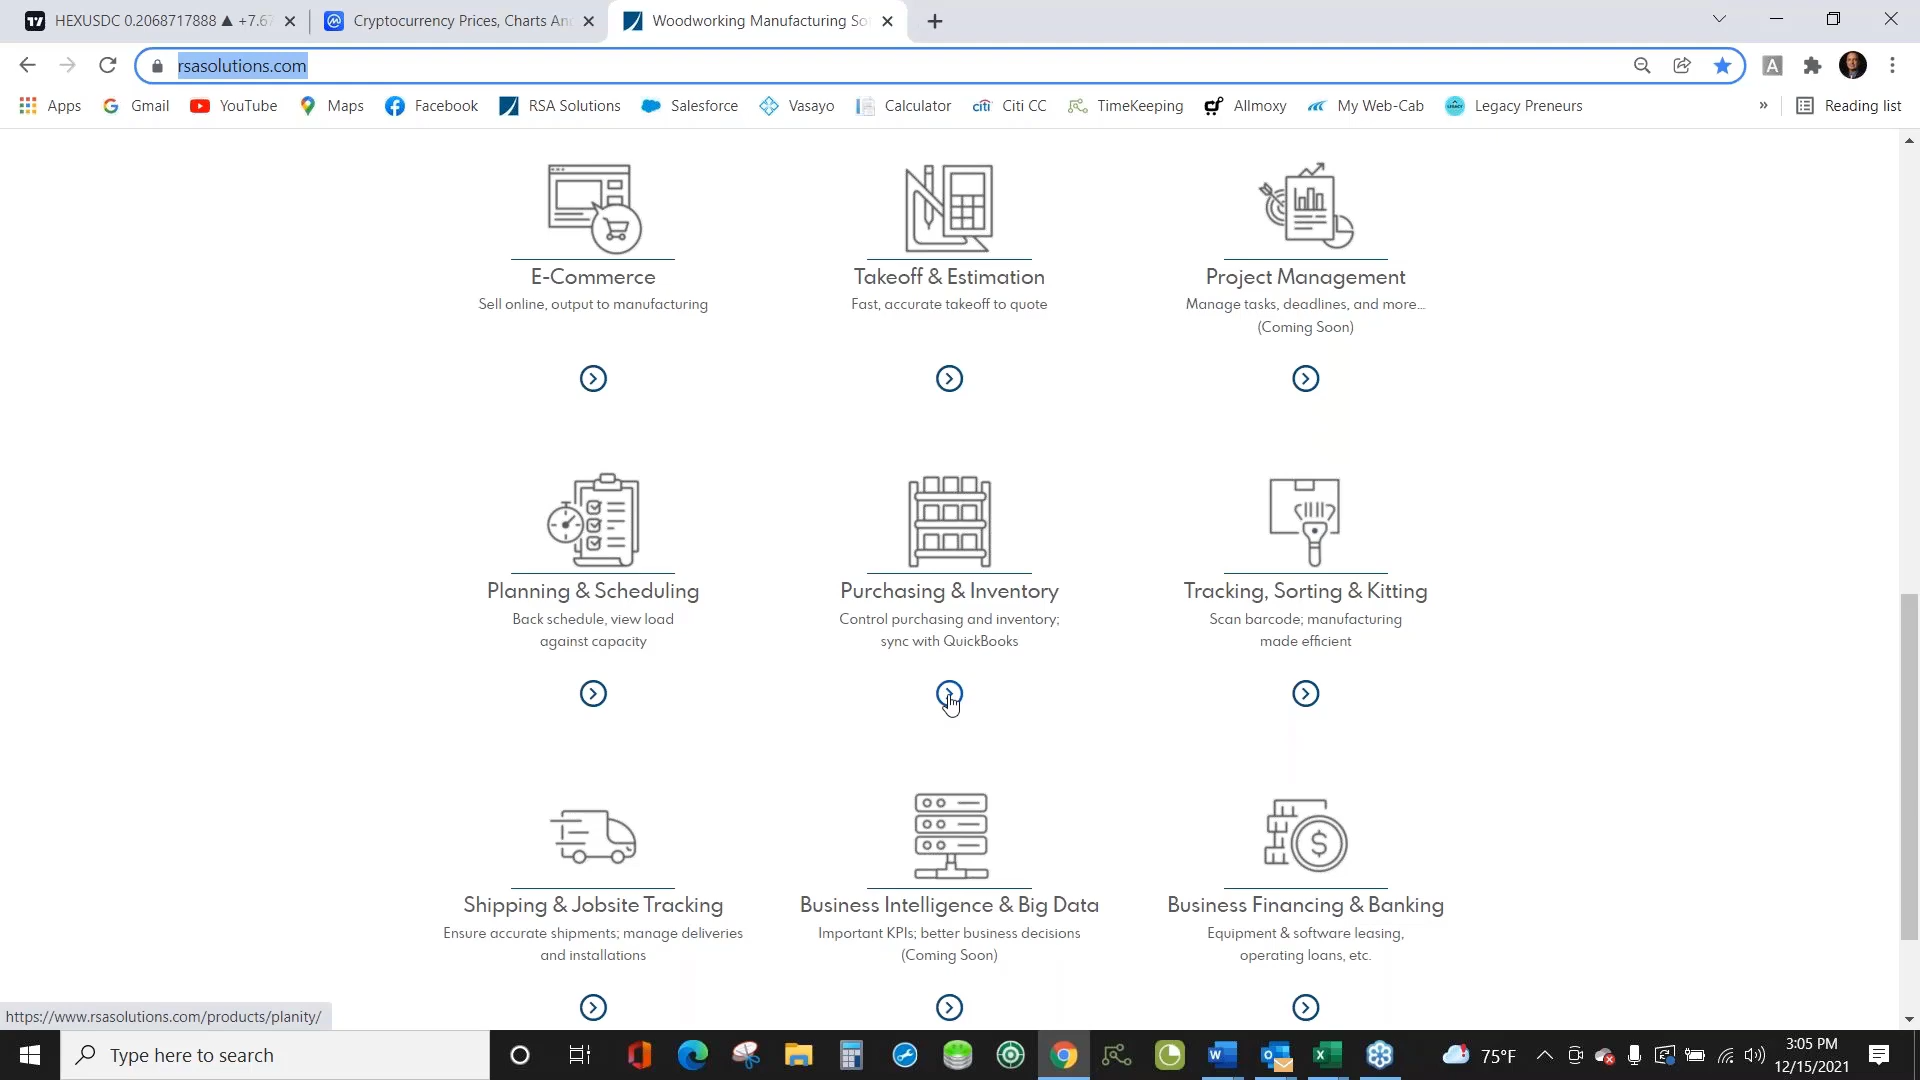 HEXUSDC 0.2068717888 ▲ +7.67
Cryptocurrency Prices, Charts An
Woodworking Manufacturing So
rsasolutions.com
Apps
Gmail
YouTube
Maps
Facebook
RSA Solutions
Salesforce
Vasayo
Calculator
citi Citi CC
TimeKeeping
Allmoxy
My Web-Cab
Legacy Preneurs
»
Reading list
E-Commerce
Sell online, output to manufacturing
Takeoff & Estimation
Fast, accurate takeoff to quote
Project Management
Manage tasks, deadlines, and more...
(Coming Soon)
Planning & Scheduling
Back schedule, view load
against capacity
Purchasing & Inventory
Control purchasing and inventory;
sync with QuickBooks
Tracking, Sorting & Kitting
Scan barcode; manufacturing
made efficient
Shipping & Jobsite Tracking
Ensure accurate shipments; manage deliveries
and installations
Business Intelligence & Big Data
Important KPIs; better business decisions
(Coming Soon)
Business Financing & Banking
Equipment & software leasing,
operating loans, etc.
https://www.rsasolutions.com/products/planity/
Type here to search
75°F
3:05 PM
12/15/2021